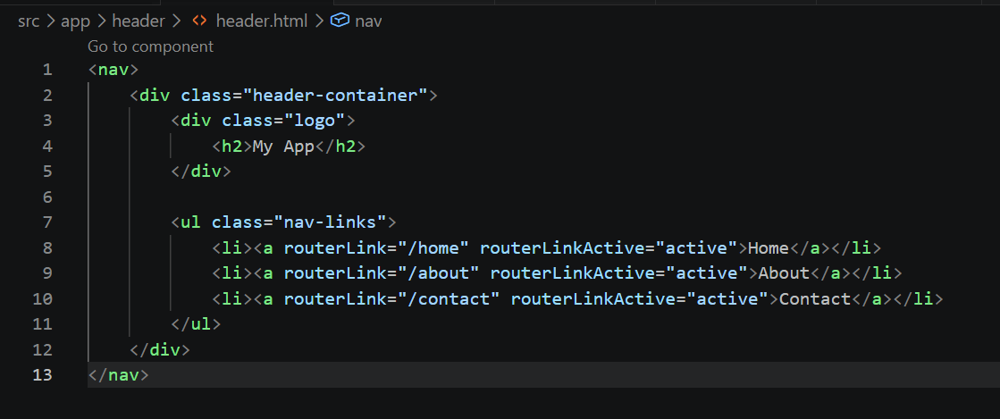 src > app > header > <> header.html > nav
Go to component
1 <nav>
2     <div class="header-container">
3         <div class="logo">
4             <h2>My App</h2>
5         </div>
6
7         <ul class="nav-links">
8             <li><a routerLink="/home" routerLinkActive="active">Home</a></li>
9             <li><a routerLink="/about" routerLinkActive="active">About</a></li>
10             <li><a routerLink="/contact" routerLinkActive="active">Contact</a></li>
11         </ul>
12     </div>
13 </nav>